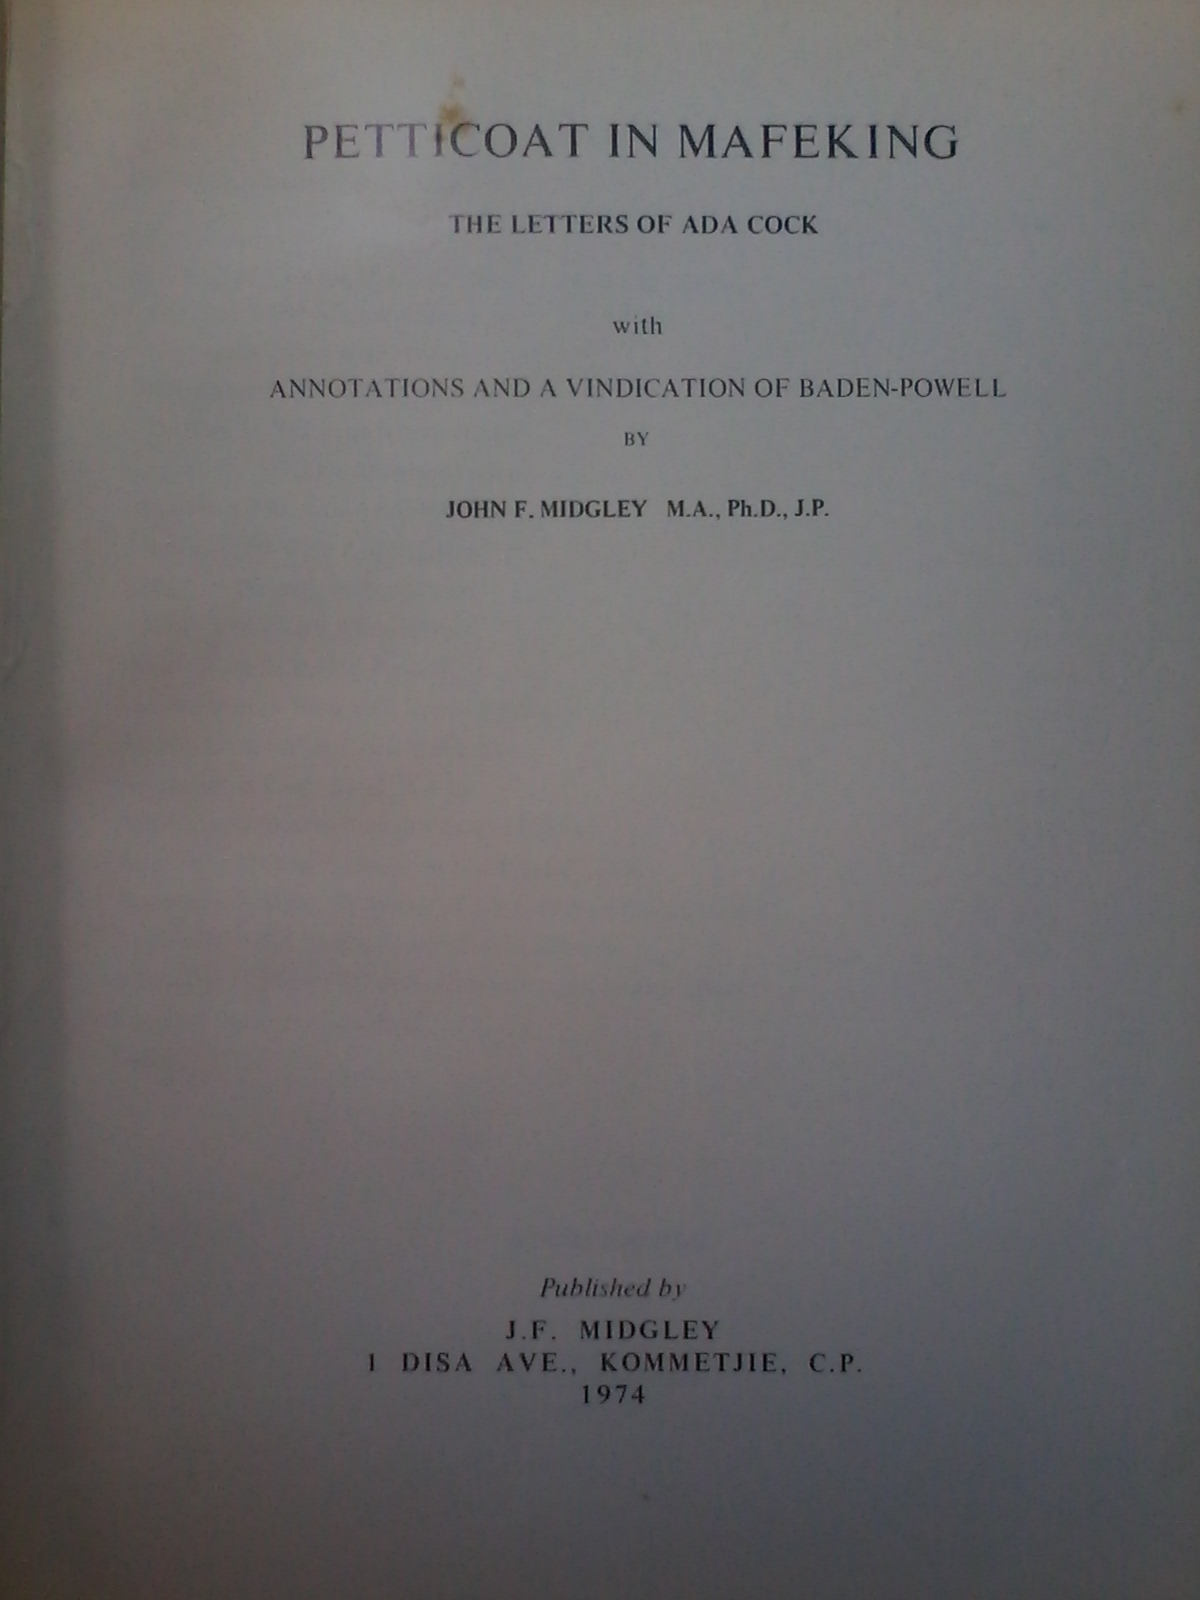 PETTICOAT IN MAFEKING
THE LETTERS OF ADA COCK
with
ANNOTATIONS AND A VINDICATION OF BADEN-POWELL
BY
JOHN F. MIDGLEY M.A., Ph.D., J.P.
Published by
J.F. MIDGLEY
1 DISA AVE., KOMMETJIE, C.P.
1974